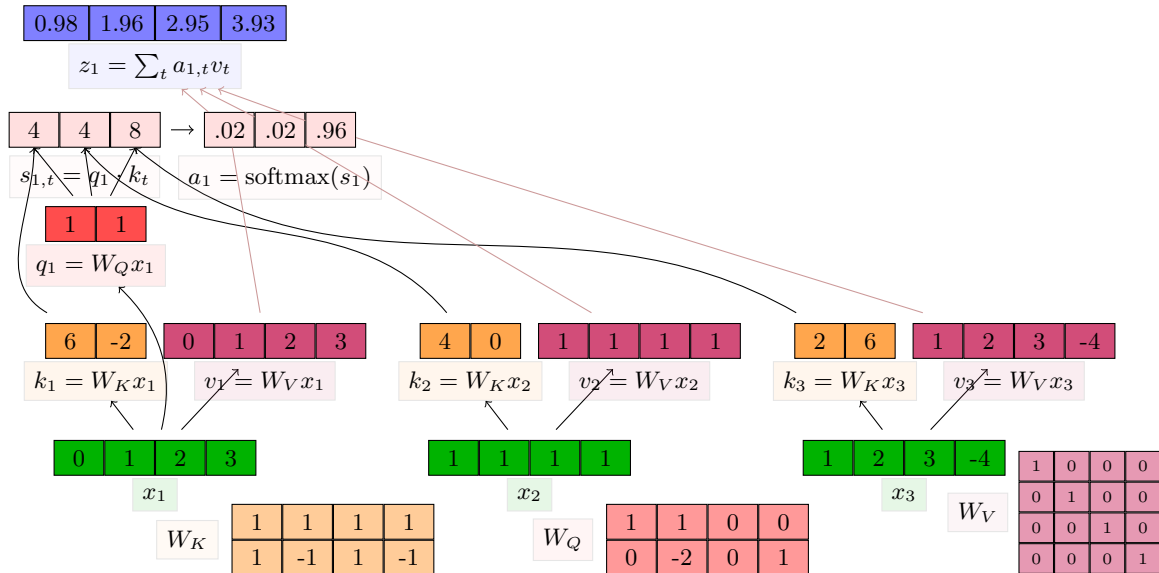 0.98 1.96 2.95 3.93
z₁ = ∑ₜ a₁,ₜvₜ
4 4 8 → .02 .02 .96
s₁,ₜ = q₁ · kₜ a₁ = softmax(s₁)
1 1
q₁ = W_Q x₁
6 -2 0 1 2 3 4 0 1 1 1 1 2 6 1 2 3 -4
k₁ = W_K x₁ v₁ = W_V x₁ k₂ = W_K x₂ v₂ = W_V x₂ k₃ = W_K x₃ v₃ = W_V x₃
0 1 2 3 1 1 1 1 1 2 3 -4
x₁ x₂ x₃
W_K
1 1 1 1
1 -1 1 -1
W_Q
1 1 0 0
0 -2 0 1
W_V
1 0 0 0
0 1 0 0
0 0 1 0
0 0 0 1